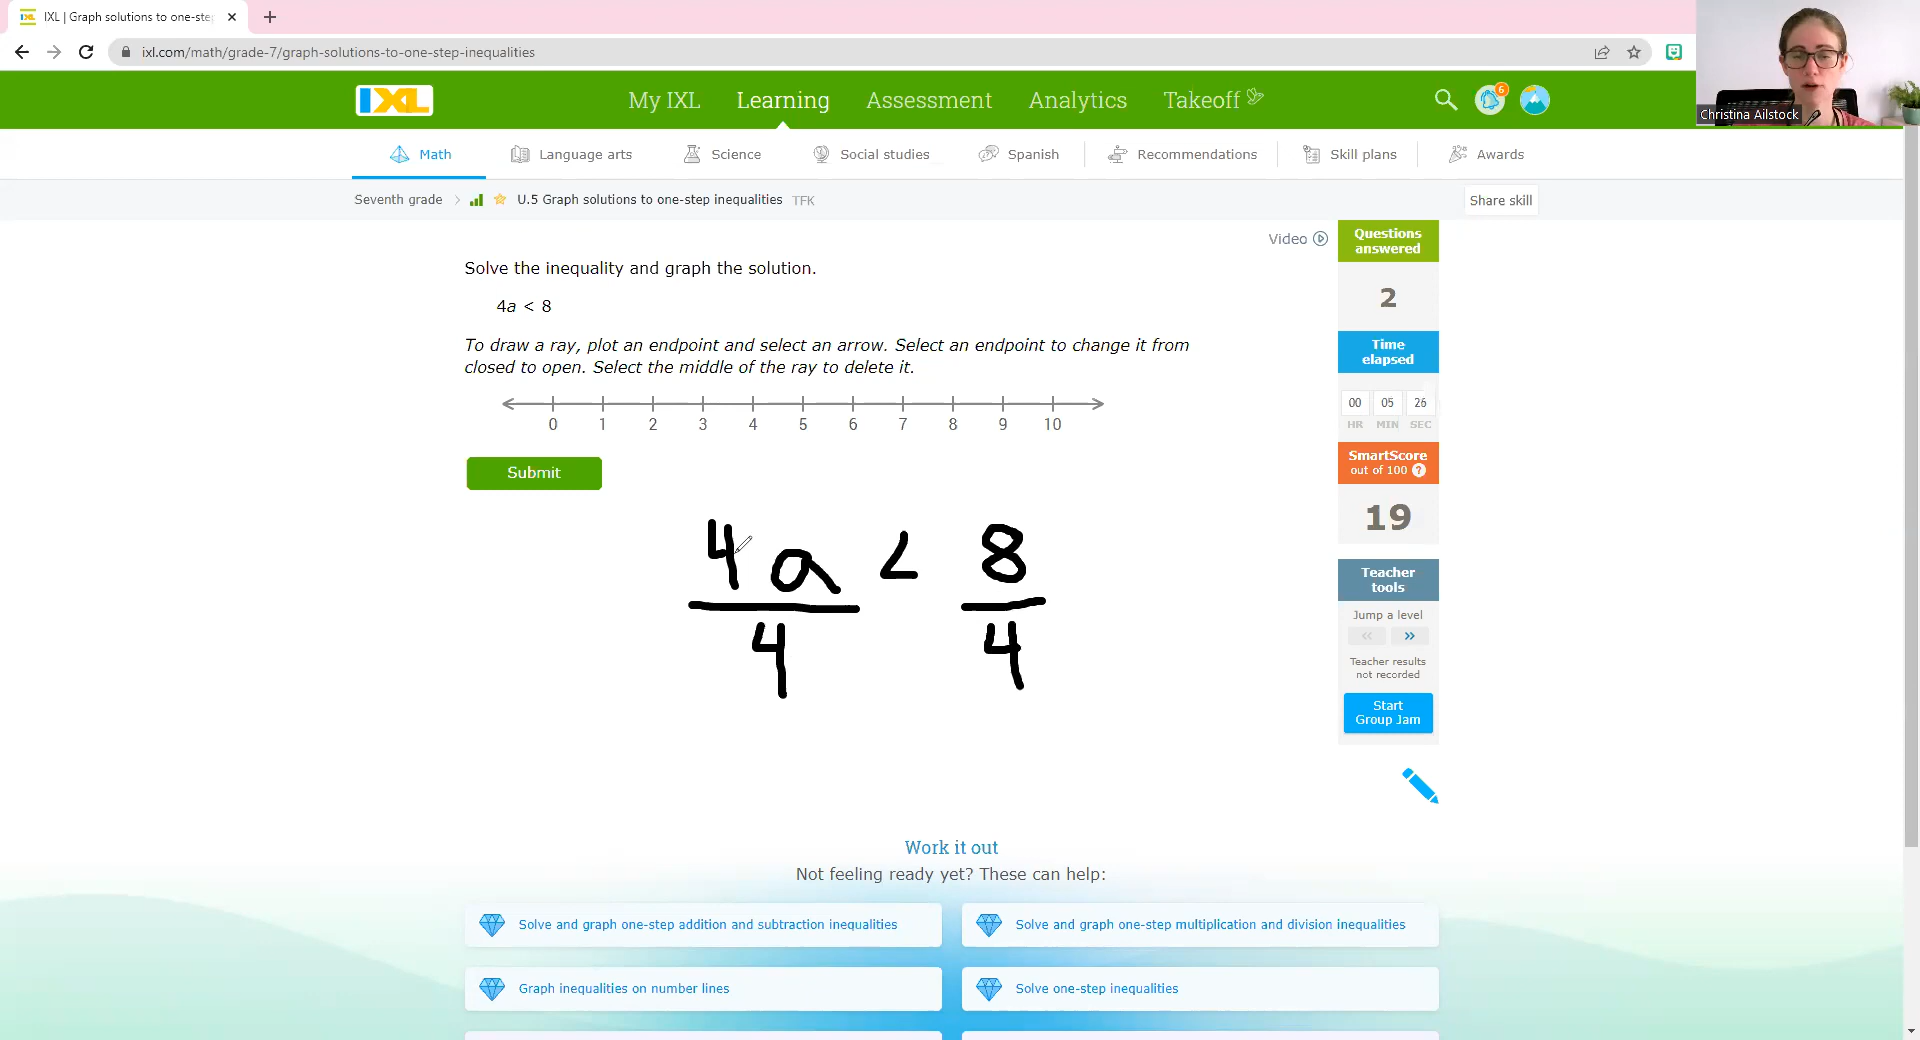 IXL | Graph solutions to one-ste
ixl.com/math/grade-7/graph-solutions-to-one-step-inequalities
IXL
My IXL Learning Assessment Analytics Takeoff
6
Christina Ailstock
Math Language arts Science Social studies Spanish Recommendations Skill plans Awards
Seventh grade > U.5 Graph solutions to one-step inequalities TFK
Share skill
Video
Solve the inequality and graph the solution.
4a < 8
To draw a ray, plot an endpoint and select an arrow. Select an endpoint to change it from
closed to open. Select the middle of the ray to delete it.
0 1 2 3 4 5 6 7 8 9 10
Submit
4a < 8
4 4
Questions
answered
2
Time
elapsed
00 05 26
HR MIN SEC
SmartScore
out of 100 ?
19
Teacher
tools
Jump a level
<< >>
Teacher results
not recorded
Start
Group Jam
Work it out
Not feeling ready yet? These can help:
Solve and graph one-step addition and subtraction inequalities
Solve and graph one-step multiplication and division inequalities
Graph inequalities on number lines
Solve one-step inequalities